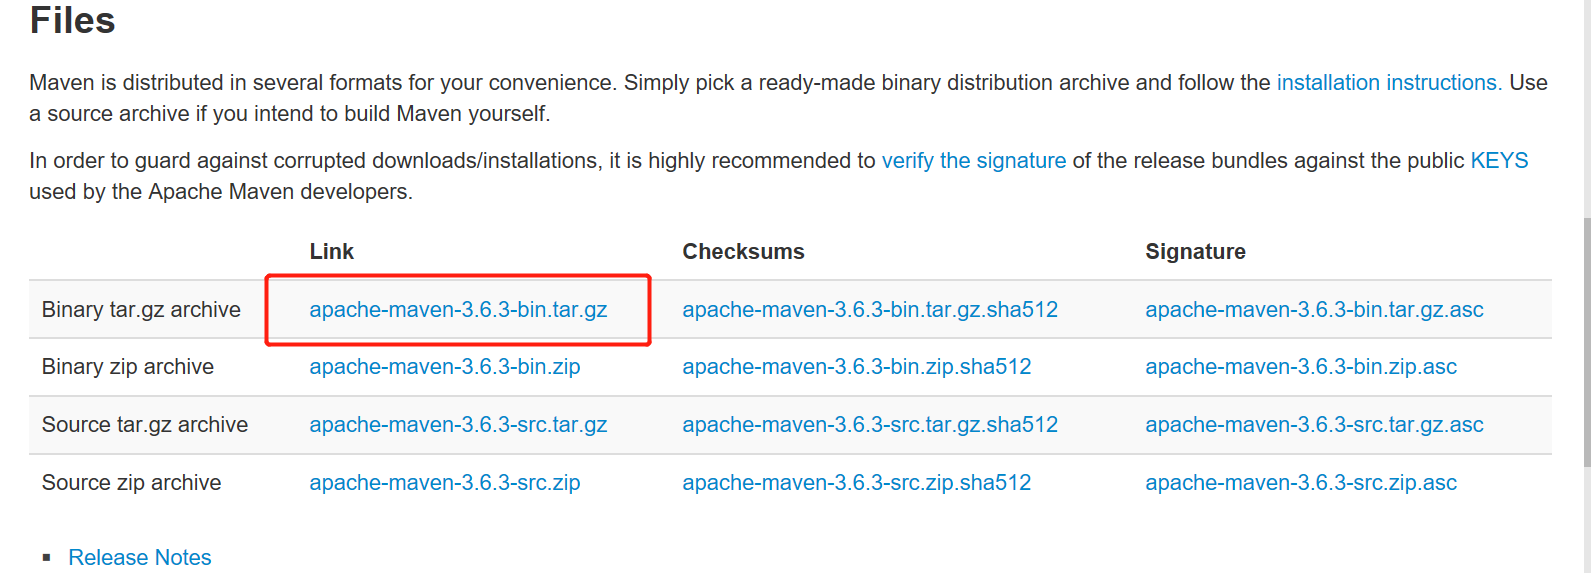 Files
Maven is distributed in several formats for your convenience. Simply pick a ready-made binary distribution archive and follow the installation instructions. Use
a source archive if you intend to build Maven yourself.
In order to guard against corrupted downloads/installations, it is highly recommended to verify the signature of the release bundles against the public KEYS
used by the Apache Maven developers.
Link Checksums Signature
Binary tar.gz archive apache-maven-3.6.3-bin.tar.gz apache-maven-3.6.3-bin.tar.gz.sha512 apache-maven-3.6.3-bin.tar.gz.asc
Binary zip archive apache-maven-3.6.3-bin.zip apache-maven-3.6.3-bin.zip.sha512 apache-maven-3.6.3-bin.zip.asc
Source tar.gz archive apache-maven-3.6.3-src.tar.gz apache-maven-3.6.3-src.tar.gz.sha512 apache-maven-3.6.3-src.tar.gz.asc
Source zip archive apache-maven-3.6.3-src.zip apache-maven-3.6.3-src.zip.sha512 apache-maven-3.6.3-src.zip.asc
▪ Release Notes